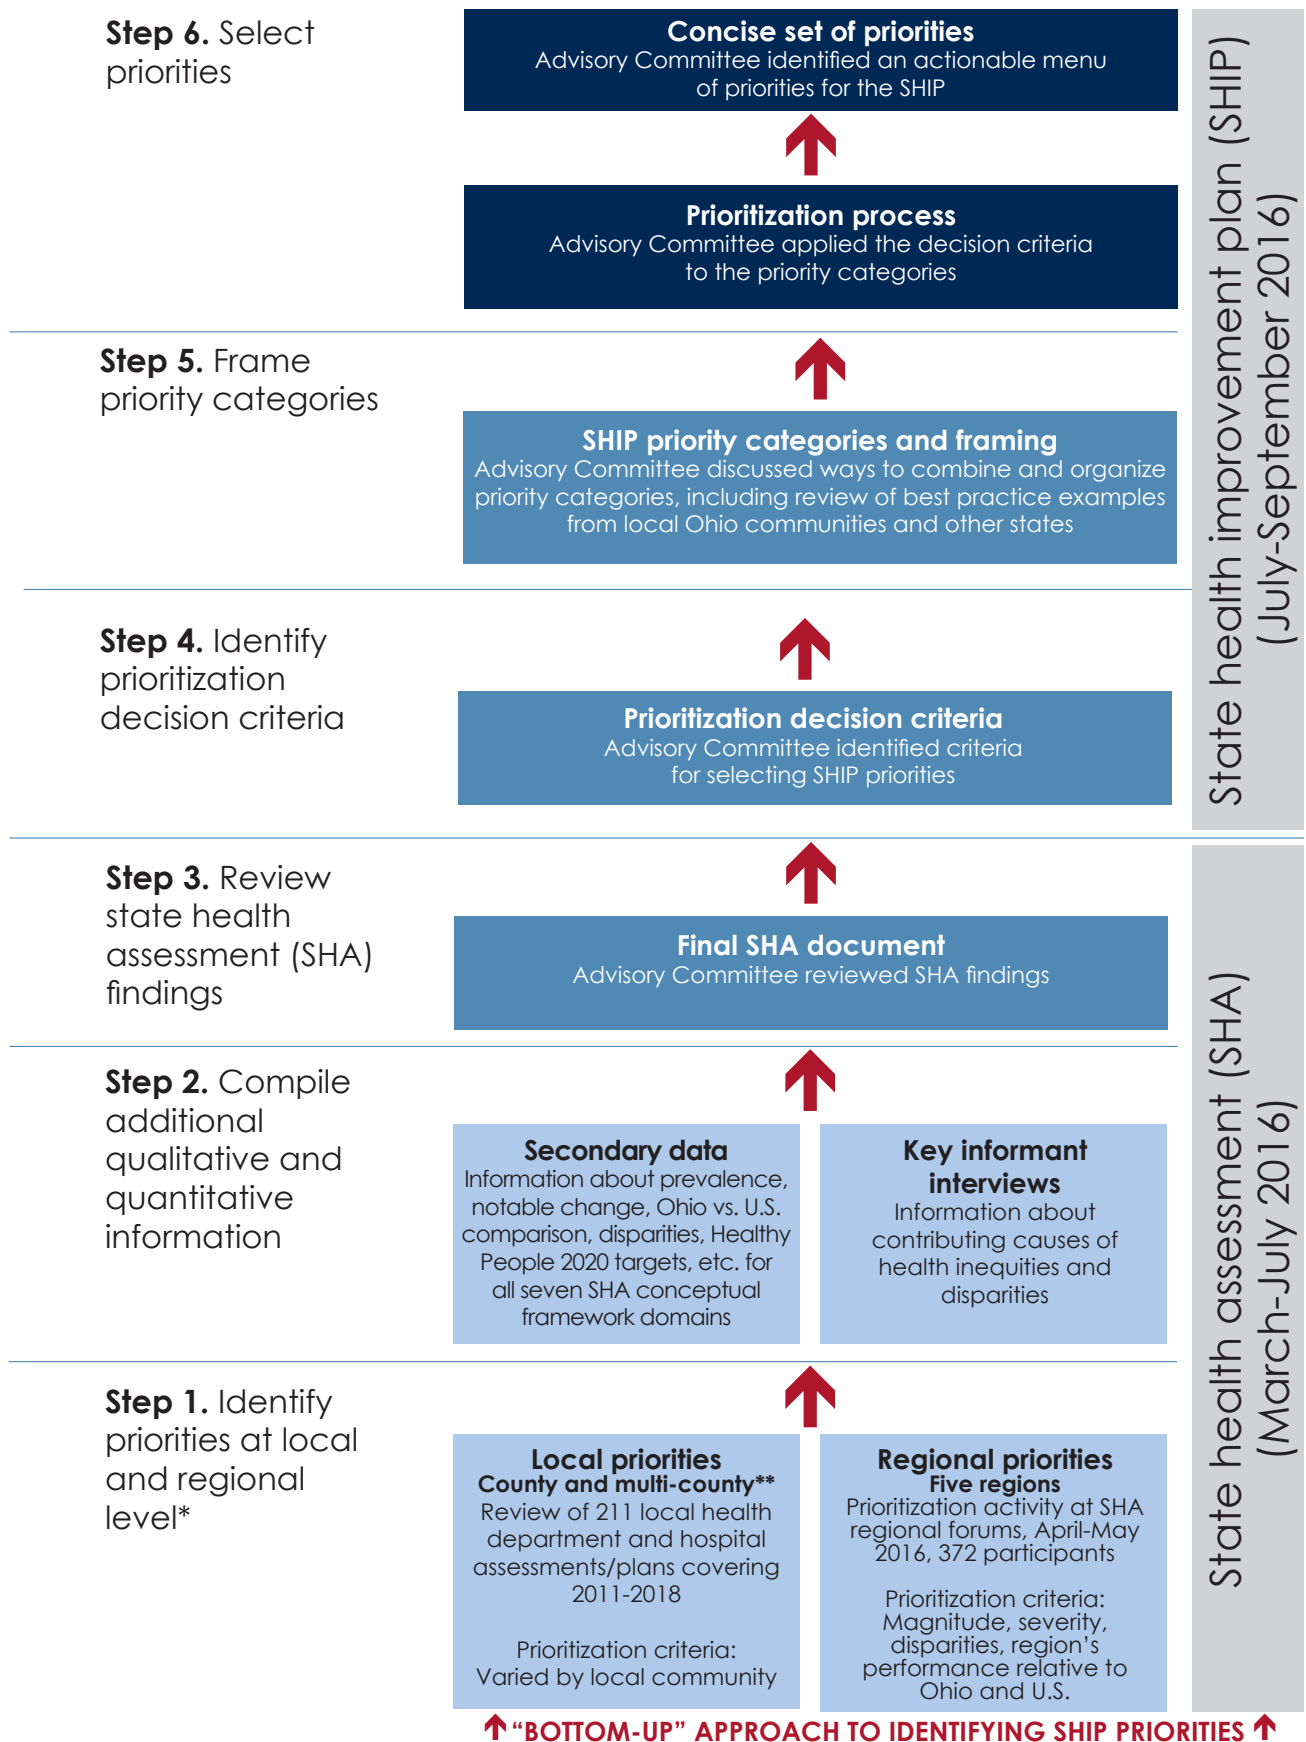 Step 6. Select
priorities
Concise set of priorities
Advisory Committee identified an actionable menu
of priorities for the SHIP
Prioritization process
Advisory Committee applied the decision criteria
to the priority categories
Step 5. Frame
priority categories
SHIP priority categories and framing
Advisory Committee discussed ways to combine and organize
priority categories, including review of best practice examples
from local Ohio communities and other states
Step 4. Identify
prioritization
decision criteria
Prioritization decision criteria
Advisory Committee identified criteria
for selecting SHIP priorities
State health improvement plan (SHIP)
(July-September 2016)
Step 3. Review
state health
assessment (SHA)
findings
Final SHA document
Advisory Committee reviewed SHA findings
Step 2. Compile
additional
qualitative and
quantitative
information
Secondary data
Information about prevalence,
notable change, Ohio vs. U.S.
comparison, disparities, Healthy
People 2020 targets, etc. for
all seven SHA conceptual
framework domains
Key informant
interviews
Information about
contributing causes of
health inequities and
disparities
Step 1. Identify
priorities at local
and regional
level*
Local priorities
County and multi-county**
Review of 211 local health
department and hospital
assessments/plans covering
2011-2018
Prioritization criteria:
Varied by local community
Regional priorities
Five regions
Prioritization activity at SHA
regional forums, April-May
2016, 372 participants
Prioritization criteria:
Magnitude, severity,
disparities, region's
performance relative to
Ohio and U.S.
State health assessment (SHA)
(March-July 2016)
"BOTTOM-UP" APPROACH TO IDENTIFYING SHIP PRIORITIES